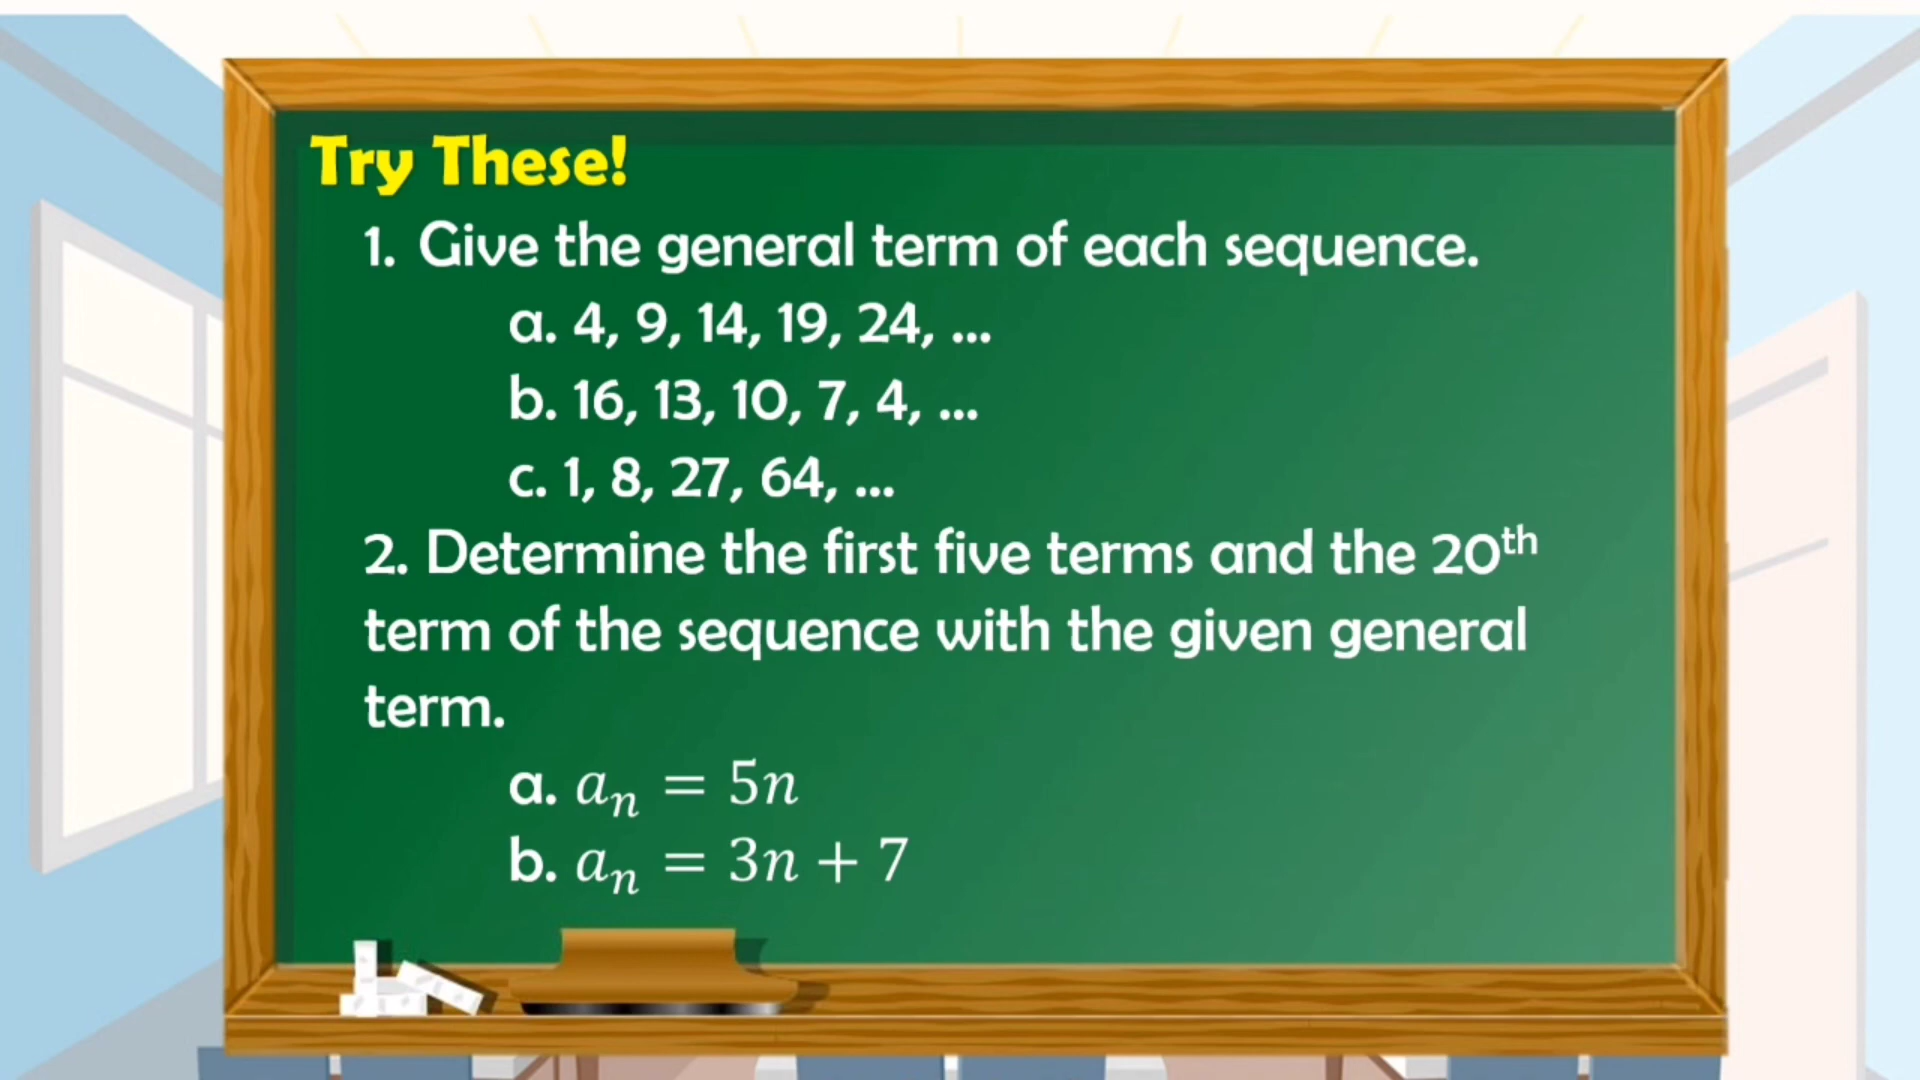 Try These!
1. Give the general term of each sequence.
a. 4, 9, 14, 19, 24, ...
b. 16, 13, 10, 7, 4, ...
c. 1, 8, 27, 64, ...
2. Determine the first five terms and the 20th
term of the sequence with the given general
term.
a. aₙ = 5n
b. aₙ = 3n + 7